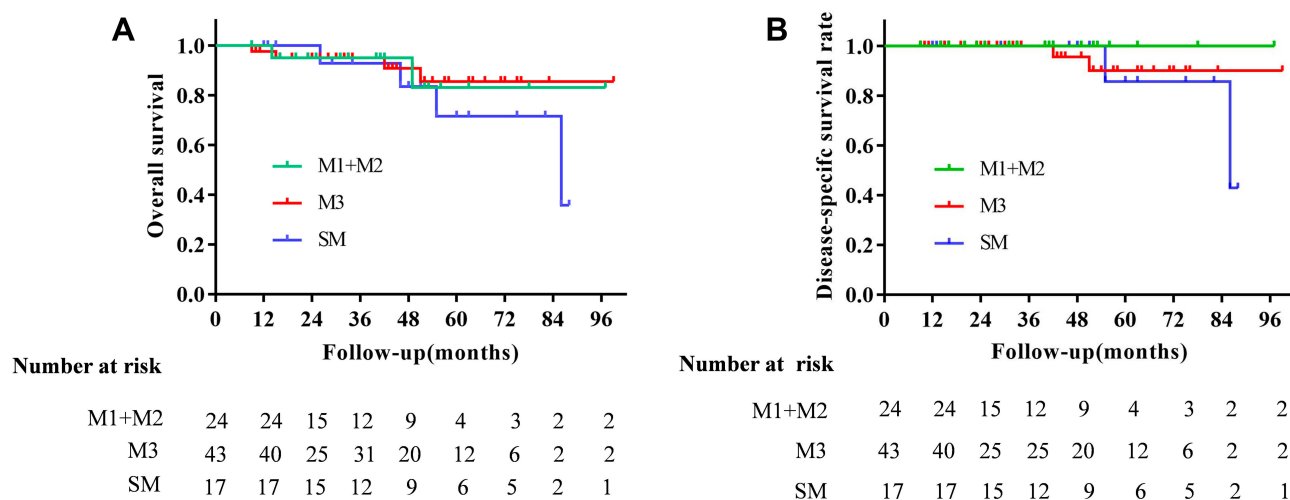 A
Overall survival
1.0
0.8
0.6
0.4
0.2
0.0
M1+M2
M3
SM
0 12 24 36 48 60 72 84 96
Follow-up(months)
Number at risk
M1+M2 24 24 15 12 9 4 3 2 2
M3 43 40 25 31 20 12 6 2 2
SM 17 17 15 12 9 6 5 2 1
B
Disease-specifc survival rate
1.0
0.8
0.6
0.4
0.2
0.0
M1+M2
M3
SM
0 12 24 36 48 60 72 84 96
Follow-up(months)
Number at risk
M1+M2 24 24 15 12 9 4 3 2 2
M3 43 40 25 25 20 12 6 2 2
SM 17 17 15 12 9 6 5 2 1